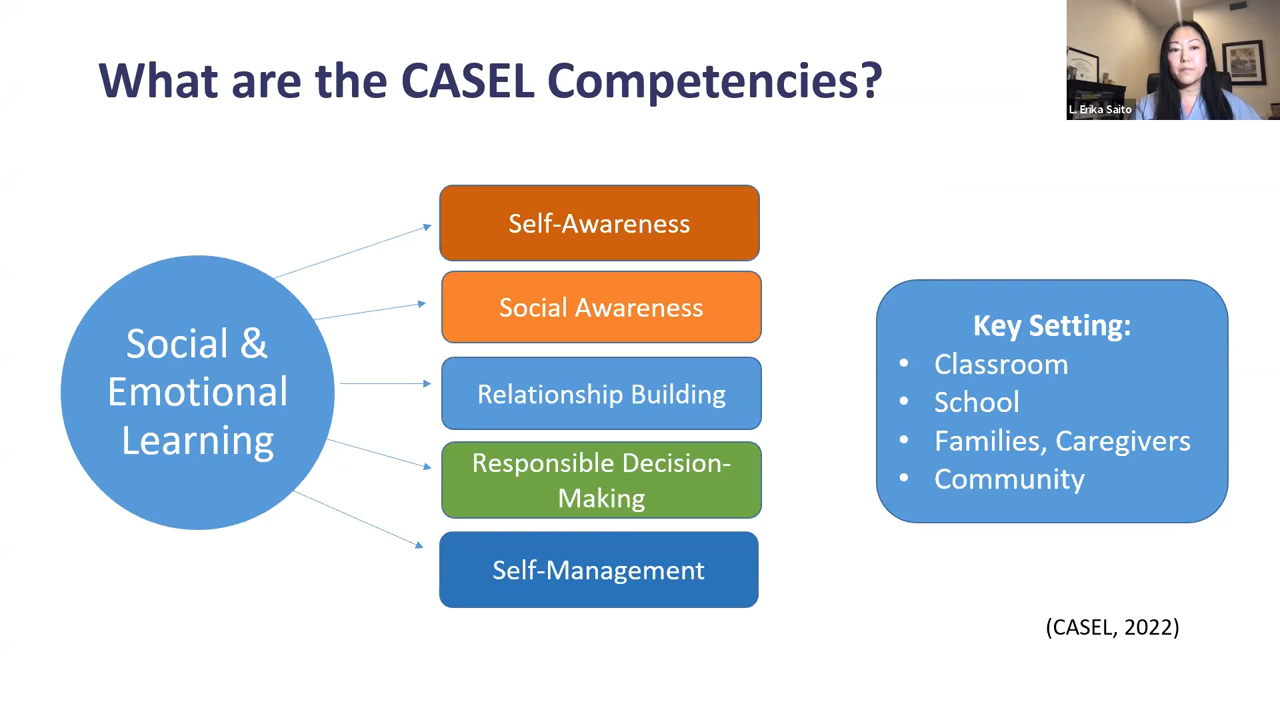 What are the CASEL Competencies?
L. Erika Saito
Social &
Emotional
Learning
Self-Awareness
Social Awareness
Relationship Building
Responsible Decision-
Making
Self-Management
Key Setting:
• Classroom
• School
• Families, Caregivers
• Community
(CASEL, 2022)